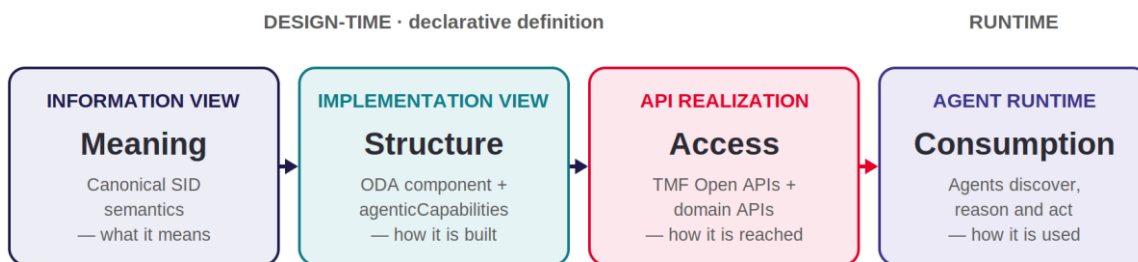 DESIGN-TIME · declarative definition
RUNTIME
INFORMATION VIEW
Meaning
Canonical SID
semantics
— what it means
IMPLEMENTATION VIEW
Structure
ODA component +
agenticCapabilities
— how it is built
API REALIZATION
Access
TMF Open APIs +
domain APIs
— how it is reached
AGENT RUNTIME
Consumption
Agents discover,
reason and act
— how it is used